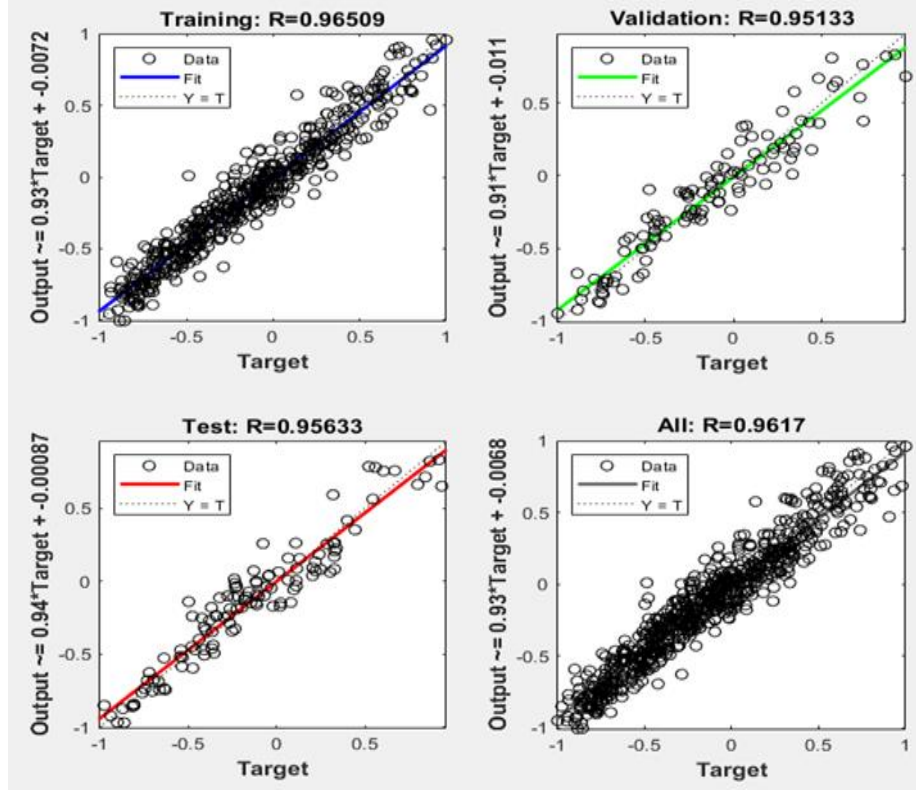 Training: R=0.96509
Output ~= 0.93*Target + -0.0072
1
0.5
0
-0.5
-1
Data
Fit
Y = T
-1
-0.5
0
0.5
1
Target
Validation: R=0.95133
Output ~= 0.91*Target + -0.011
0.5
0
-0.5
-1
Data
Fit
Y = T
-1
-0.5
0
0.5
Target
Test: R=0.95633
Output ~= 0.94*Target + -0.00087
0.5
0
-0.5
-1
Data
Fit
Y = T
-1
-0.5
0
0.5
Target
All: R=0.9617
Output ~= 0.93*Target + -0.0068
1
0.5
0
-0.5
-1
Data
Fit
Y = T
-1
-0.5
0
0.5
1
Target